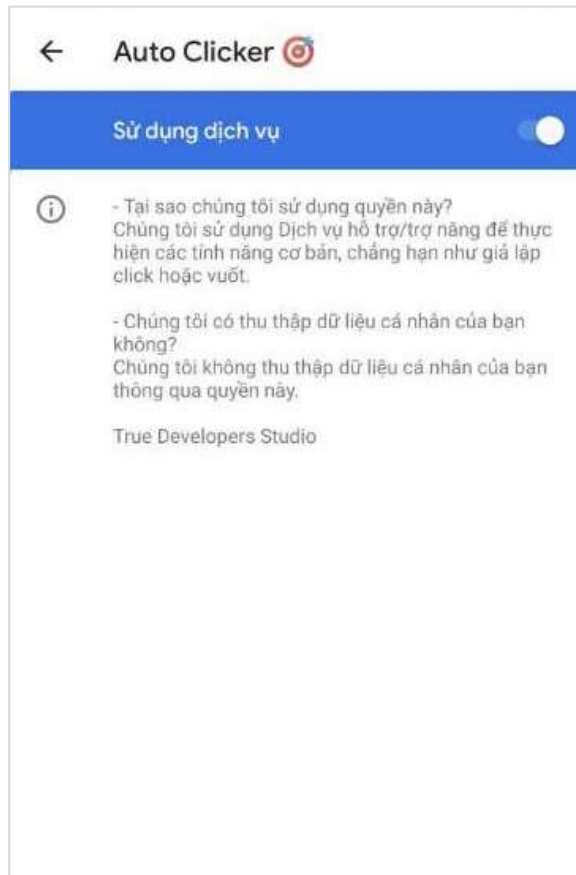 Auto Clicker
Sử dụng dịch vụ
- Tại sao chúng tôi sử dụng quyền này?
Chúng tôi sử dụng Dịch vụ hỗ trợ/trợ năng để thực
hiện các tính năng cơ bản, chẳng hạn như giả lập
click hoặc vuốt.
- Chúng tôi có thu thập dữ liệu cá nhân của bạn
không?
Chúng tôi không thu thập dữ liệu cá nhân của bạn
thông qua quyền này.
True Developers Studio